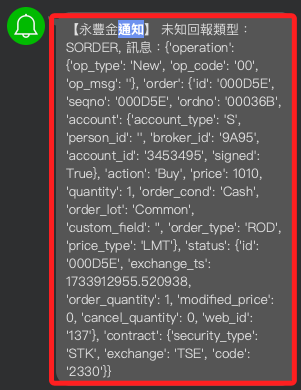 【永豐金通知】 未知回報類型：
SORDER, 訊息：{'operation':
{'op_type': 'New', 'op_code': '00',
'op_msg': ''}, 'order': {'id': '000D5E',
'seqno': '000D5E', 'ordno': '00036B',
'account': {'account_type': 'S',
'person_id': '', 'broker_id': '9A95',
'account_id': '3453495', 'signed':
True}, 'action': 'Buy', 'price': 1010,
'quantity': 1, 'order_cond': 'Cash',
'order_lot': 'Common',
'custom_field': '', 'order_type': 'ROD',
'price_type': 'LMT'}, 'status': {'id':
'000D5E', 'exchange_ts':
1733912955.520938,
'order_quantity': 1, 'modified_price':
0, 'cancel_quantity': 0, 'web_id':
'137'}, 'contract': {'security_type':
'STK', 'exchange': 'TSE', 'code':
'2330'}}